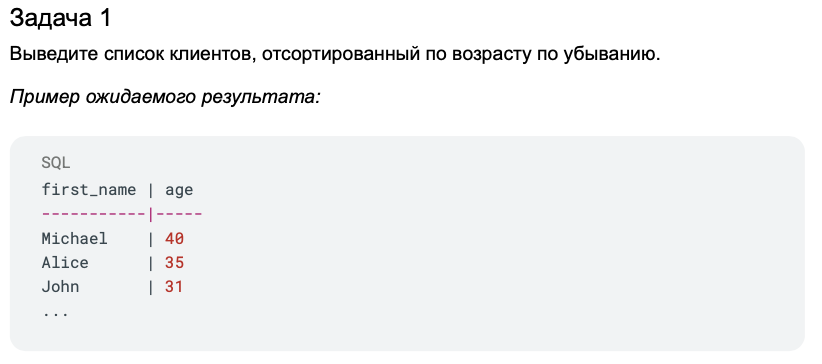 Задача 1
Выведите список клиентов, отсортированный по возрасту по убыванию.
Пример ожидаемого результата:
SQL
first_name | age
-----------|-----
Michael    | 40
Alice      | 35
John       | 31
...